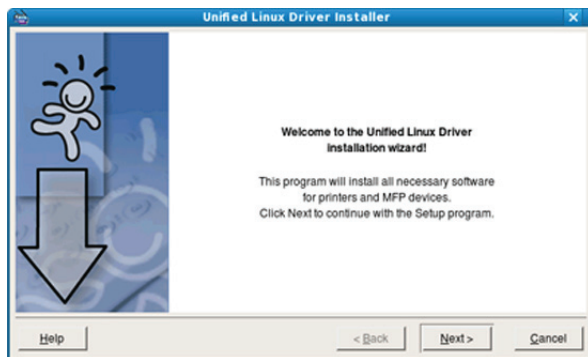 Unified Linux Driver Installer
Welcome to the Unified Linux Driver
installation wizard!
This program will install all necessary software
for printers and MFP devices.
Click Next to continue with the Setup program.
Help
< Back
Next >
Cancel